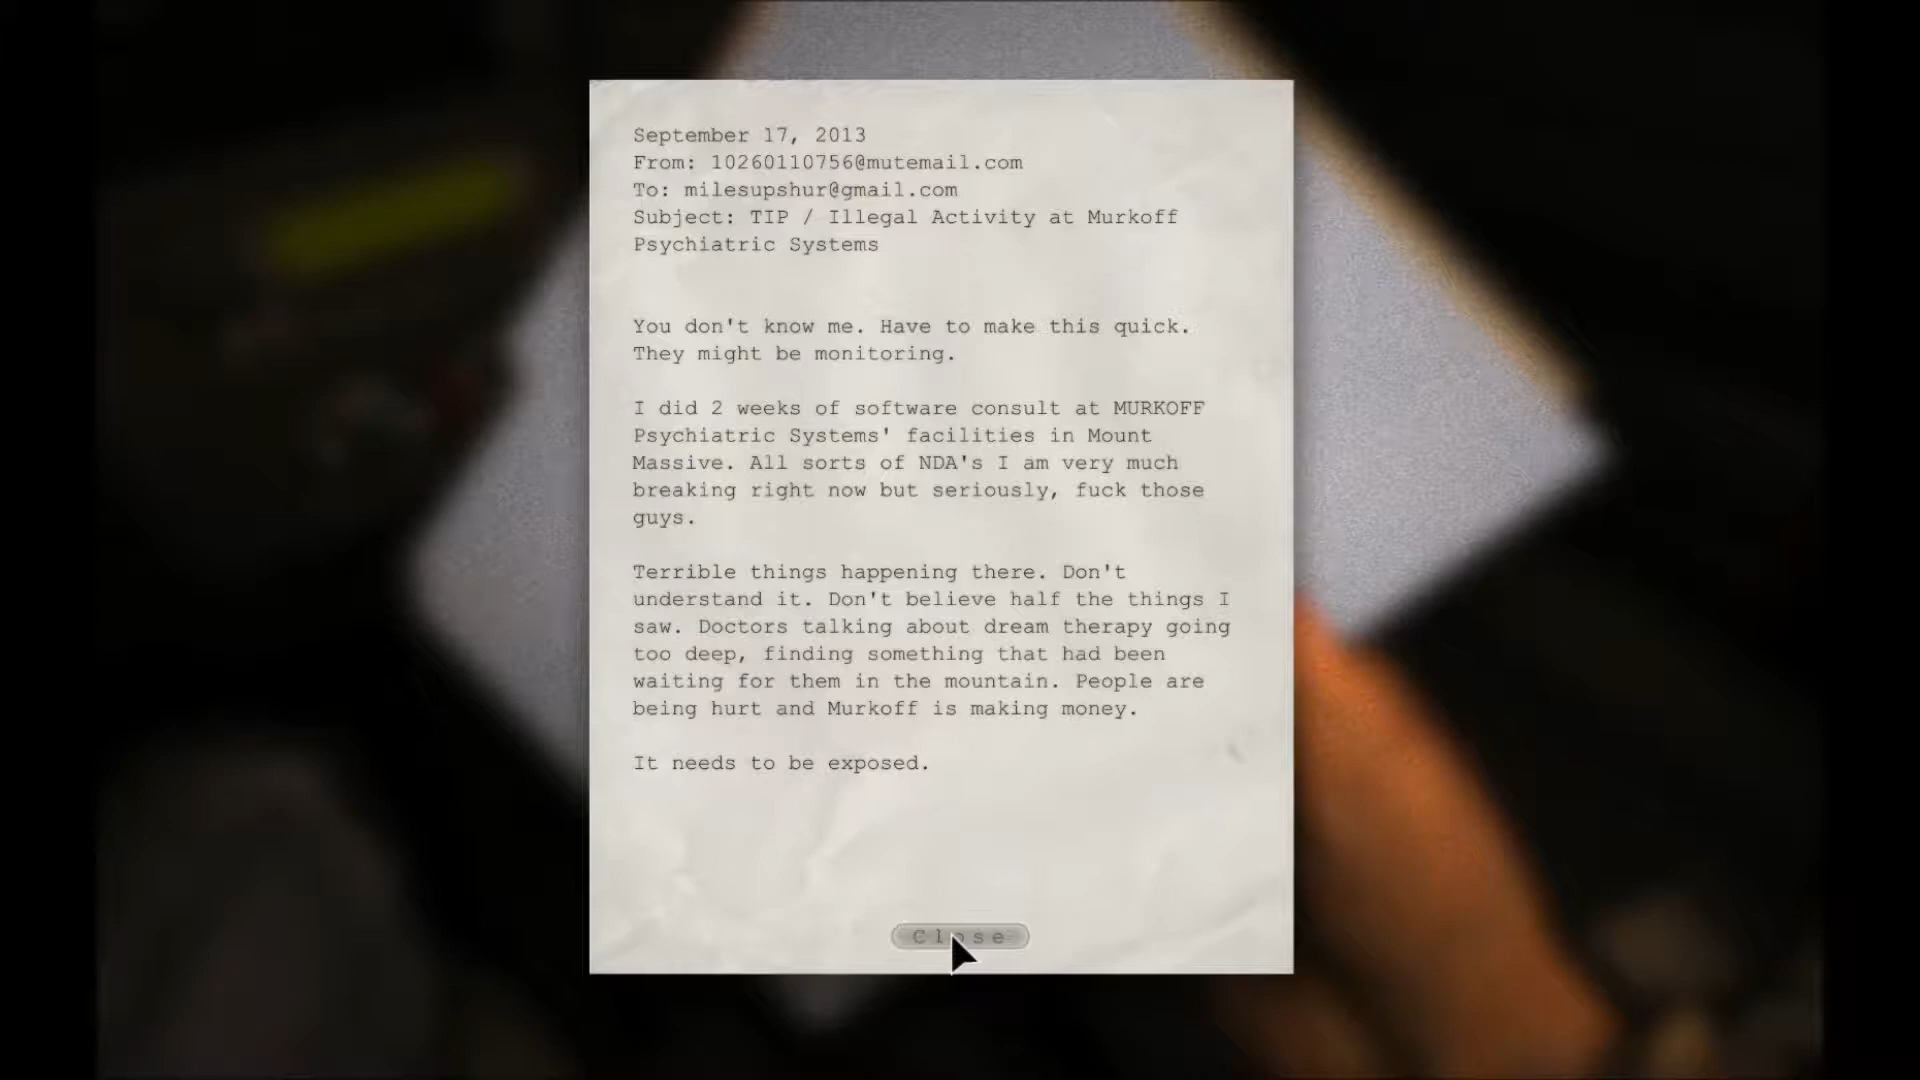 September 17, 2013
From: 10260110756@mutemail.com
To: milesupshur@gmail.com
Subject: TIP / Illegal Activity at Murkoff
Psychiatric Systems
You don't know me. Have to make this quick.
They might be monitoring.
I did 2 weeks of software consult at MURKOFF
Psychiatric Systems' facilities in Mount
Massive. All sorts of NDA's I am very much
breaking right now but seriously, fuck those
guys.
Terrible things happening there. Don't
understand it. Don't believe half the things I
saw. Doctors talking about dream therapy going
too deep, finding something that had been
waiting for them in the mountain. People are
being hurt and Murkoff is making money.
It needs to be exposed.
Close